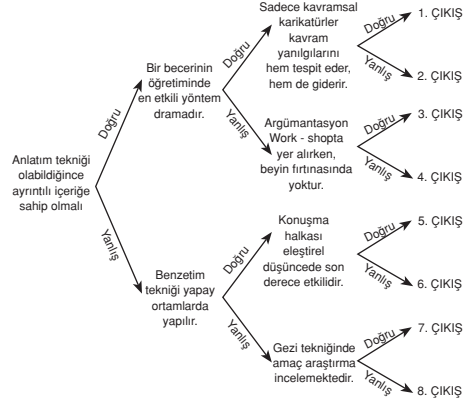 Anlatım tekniği
olabildiğince
ayrıntılı içeriğe
sahip olmalı
Doğru
Yanlış
Bir becerinin
öğretiminde
en etkili yöntem
dramadır.
Doğru
Yanlış
Benzetim
tekniği yapay
ortamlarda
yapılır.
Doğru
Yanlış
Sadece kavramsal
karikatürler
kavram
yanılgılarını
hem tespit eder,
hem de giderir.
Doğru
Yanlış
Argümantasyon
Work - shopta
yer alırken,
beyin fırtınasında
yoktur.
Doğru
Yanlış
Konuşma
halkası
eleştirel
düşüncede son
derece etkilidir.
Doğru
Yanlış
Gezi tekniğinde
amaç araştırma
incelemektedir.
Doğru
Yanlış
1. ÇIKIŞ
2. ÇIKIŞ
3. ÇIKIŞ
4. ÇIKIŞ
5. ÇIKIŞ
6. ÇIKIŞ
7. ÇIKIŞ
8. ÇIKIŞ